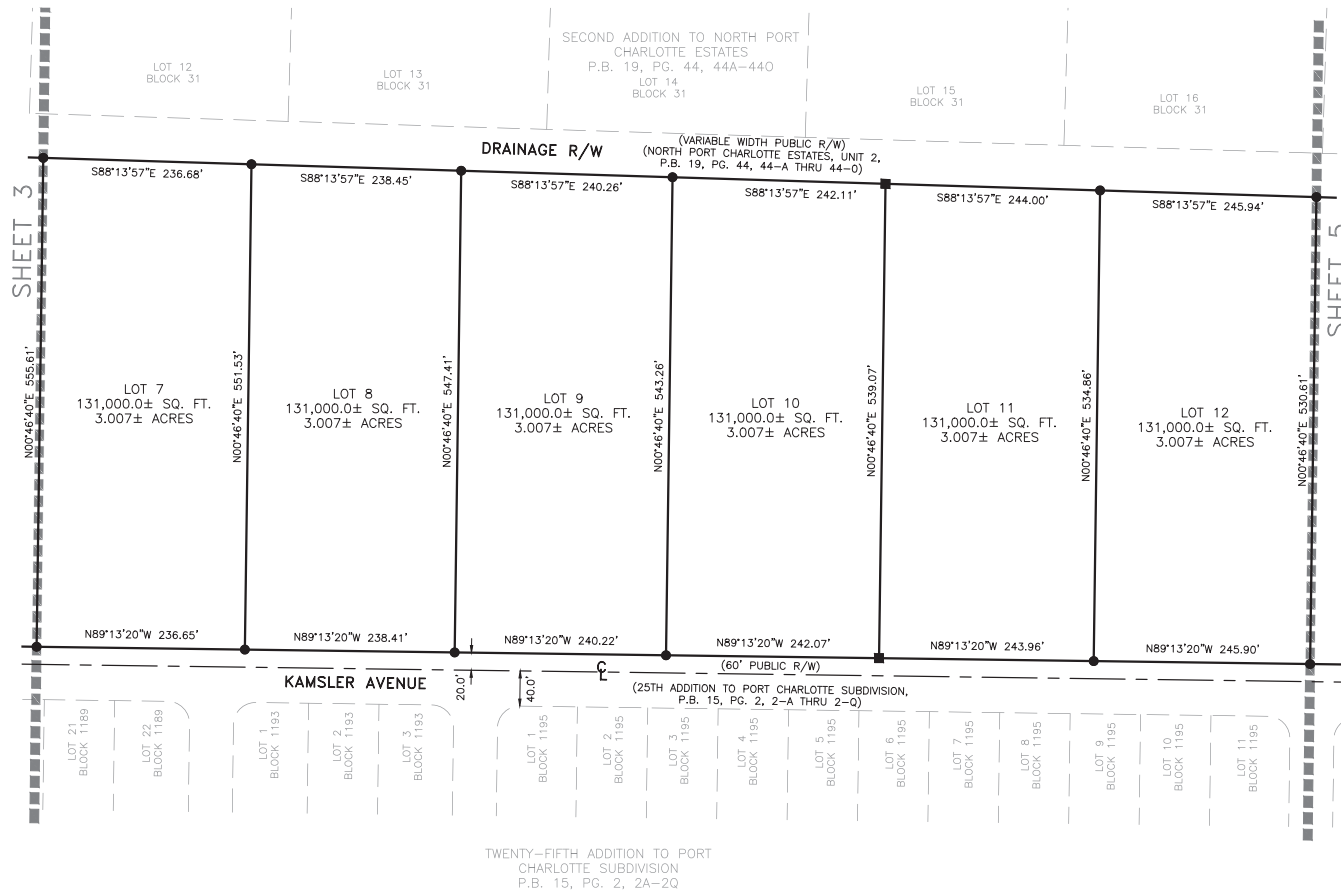 SECOND ADDITION TO NORTH PORT
CHARLOTTE ESTATES
P.B. 19, PG. 44, 44A-44O
LOT 12
BLOCK 31
LOT 13
BLOCK 31
LOT 14
BLOCK 31
LOT 15
BLOCK 31
LOT 16
BLOCK 31
DRAINAGE R/W
(VARIABLE WIDTH PUBLIC R/W)
(NORTH PORT CHARLOTTE ESTATES, UNIT 2,
P.B. 19, PG. 44, 44-A THRU 44-O)
S88°13'57"E 236.68'
S88°13'57"E 238.45'
S88°13'57"E 240.26'
S88°13'57"E 242.11'
S88°13'57"E 244.00'
S88°13'57"E 245.94'
SHEET 3
SHEET 5
N00°46'40"E 555.61'
LOT 7
131,000.0± SQ. FT.
3.007± ACRES
N00°46'40"E 551.53'
LOT 8
131,000.0± SQ. FT.
3.007± ACRES
N00°46'40"E 547.41'
LOT 9
131,000.0± SQ. FT.
3.007± ACRES
N00°46'40"E 543.26'
LOT 10
131,000.0± SQ. FT.
3.007± ACRES
N00°46'40"E 539.07'
LOT 11
131,000.0± SQ. FT.
3.007± ACRES
N00°46'40"E 534.86'
LOT 12
131,000.0± SQ. FT.
3.007± ACRES
N00°46'40"E 530.61'
N89°13'20"W 236.65'
N89°13'20"W 238.41'
N89°13'20"W 240.22'
N89°13'20"W 242.07'
N89°13'20"W 243.96'
N89°13'20"W 245.90'
KAMSLER AVENUE
20.0'
40.0'
℄
(60' PUBLIC R/W)
(25TH ADDITION TO PORT CHARLOTTE SUBDIVISION,
P.B. 15, PG. 2, 2-A THRU 2-Q)
LOT 21
BLOCK 1189
LOT 22
BLOCK 1189
LOT 1
BLOCK 1193
LOT 2
BLOCK 1193
LOT 3
BLOCK 1193
LOT 1
BLOCK 1195
LOT 2
BLOCK 1195
LOT 3
BLOCK 1195
LOT 4
BLOCK 1195
LOT 5
BLOCK 1195
LOT 6
BLOCK 1195
LOT 7
BLOCK 1195
LOT 8
BLOCK 1195
LOT 9
BLOCK 1195
LOT 10
BLOCK 1195
LOT 11
BLOCK 1195
TWENTY-FIFTH ADDITION TO PORT
CHARLOTTE SUBDIVISION
P.B. 15, PG. 2, 2A-2Q